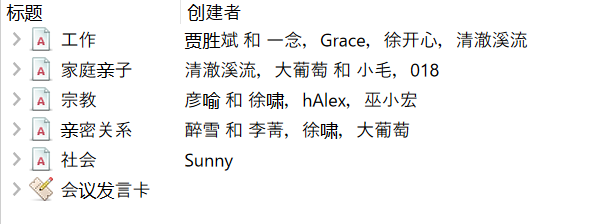 标题 创建者
工作 贾胜斌 和 一念，Grace，徐开心，清澈溪流
家庭亲子 清澈溪流，大葡萄 和 小毛，018
宗教 彦喻 和 徐啸，hAlex，巫小宏
亲密关系 醉雪 和 李菁，徐啸，大葡萄
社会 Sunny
会议发言卡